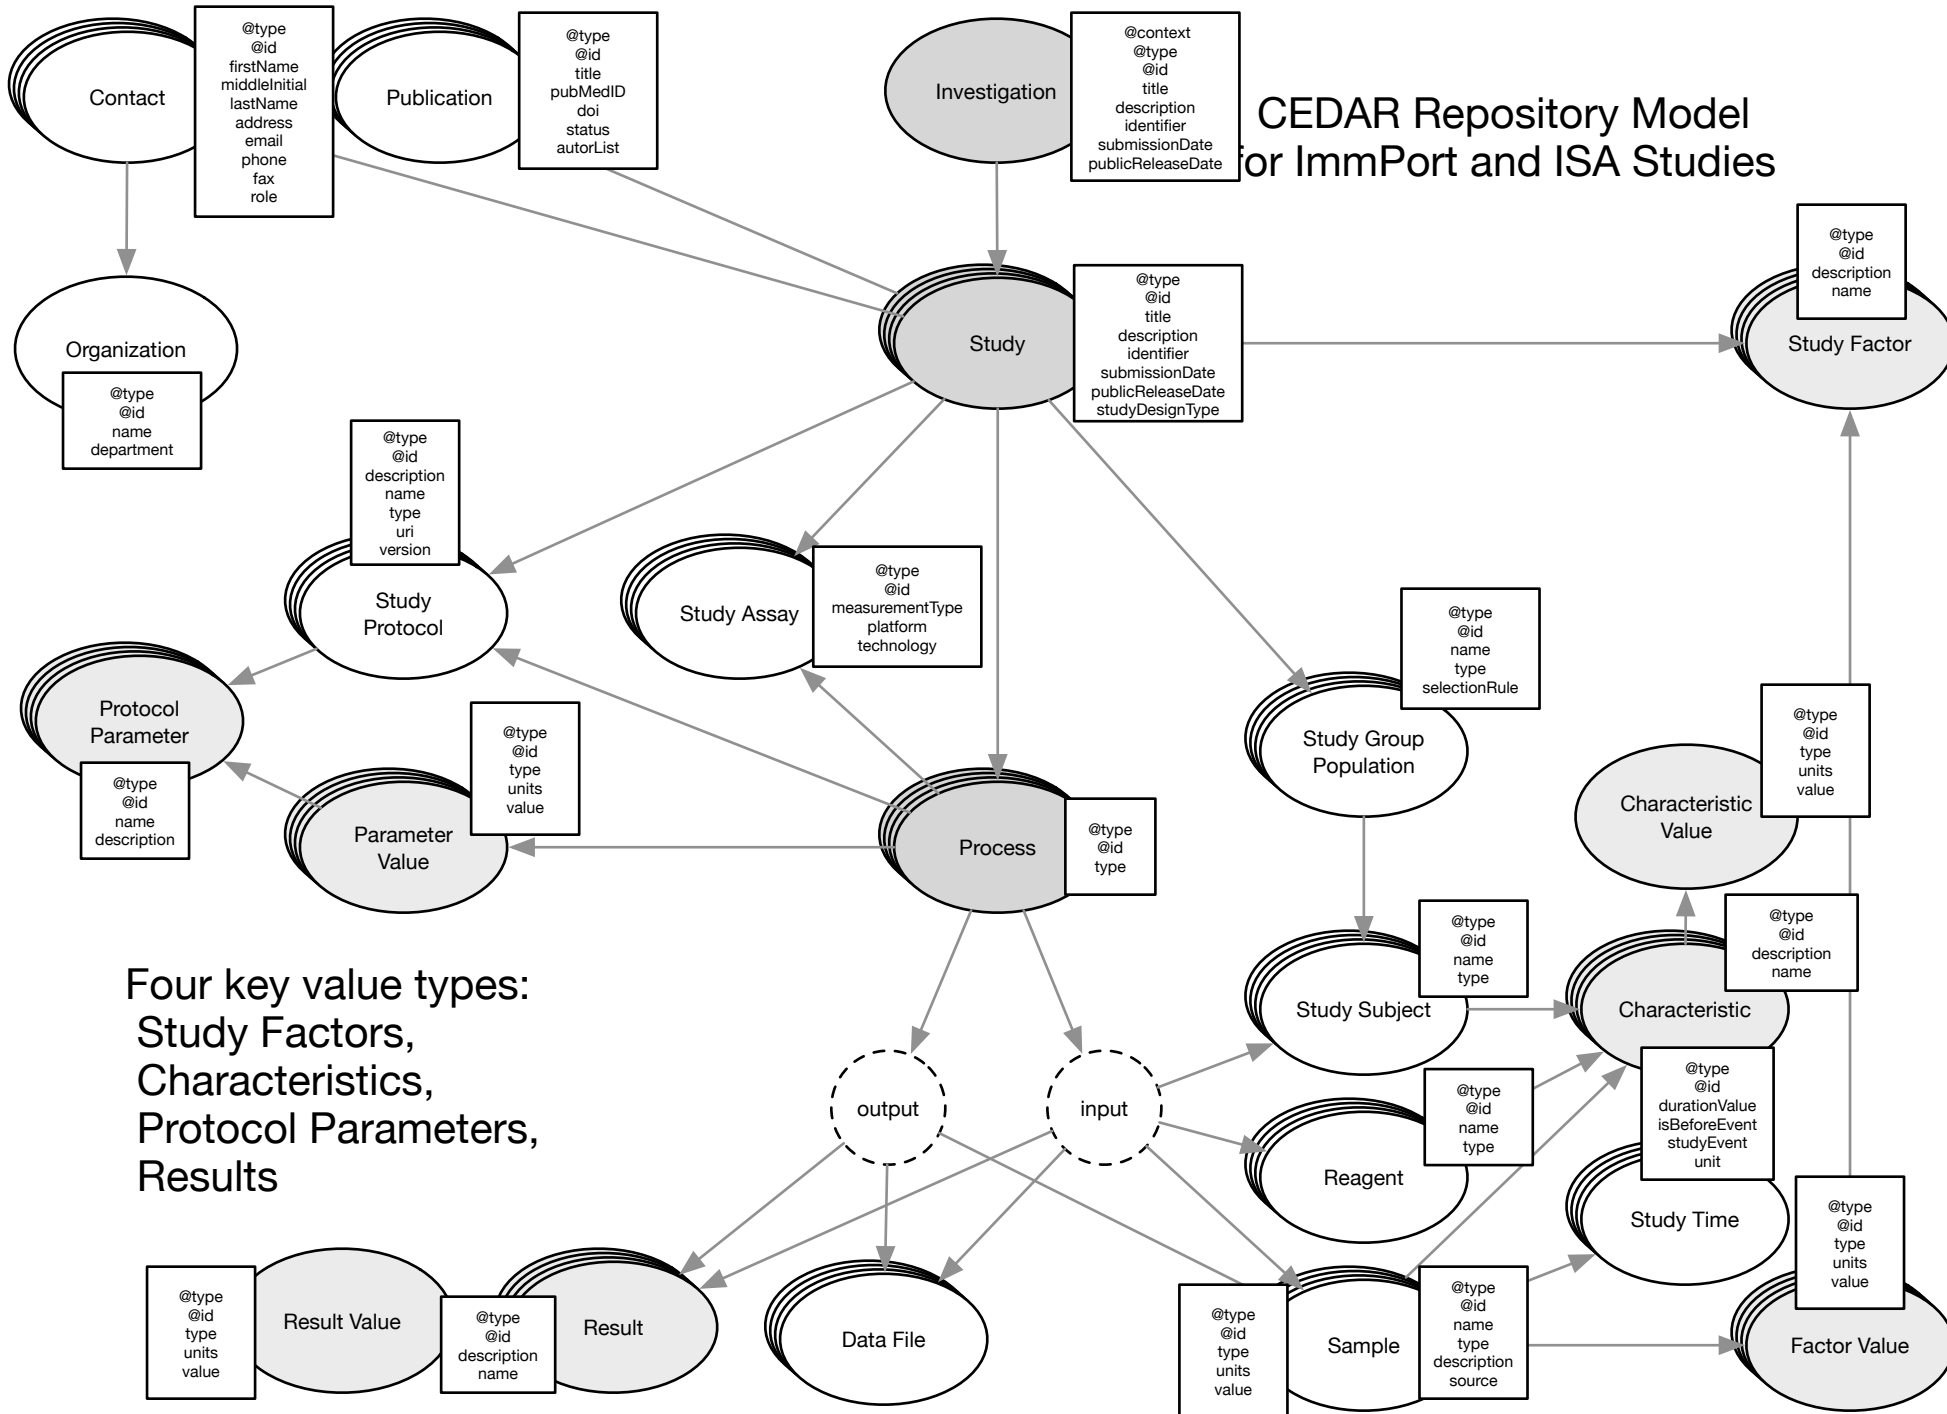 @type
@id
firstName
middleInitial
lastName
address
email
phone
fax
role
Contact
@type
@id
title
pubMedID
doi
status
autorList
Publication
@context
@type
@id
title
description
identifier
submissionDate
publicReleaseDate
Investigation
CEDAR Repository Model
for ImmPort and ISA Studies
Organization
@type
@id
name
department
Study
@type
@id
title
description
identifier
submissionDate
publicReleaseDate
studyDesignType
@type
@id
description
name
Study Factor
@type
@id
description
name
type
uri
version
Study
Protocol
Study Assay
@type
@id
measurementType
platform
technology
@type
@id
name
type
selectionRule
Study Group
Population
Protocol
Parameter
@type
@id
name
description
@type
@id
type
units
value
Parameter
Value
Process
@type
@id
type
@type
@id
type
units
value
Characteristic
Value
@type
@id
name
type
Study Subject
@type
@id
description
name
Characteristic
Four key value types:
Study Factors,
Characteristics,
Protocol Parameters,
Results
output
input
@type
@id
name
type
Reagent
@type
@id
durationValue
isBeforeEvent
studyEvent
unit
Study Time
@type
@id
type
units
value
Factor Value
@type
@id
type
units
value
Result Value
@type
@id
description
name
Result
Data File
@type
@id
type
units
value
Sample
@type
@id
name
type
description
source